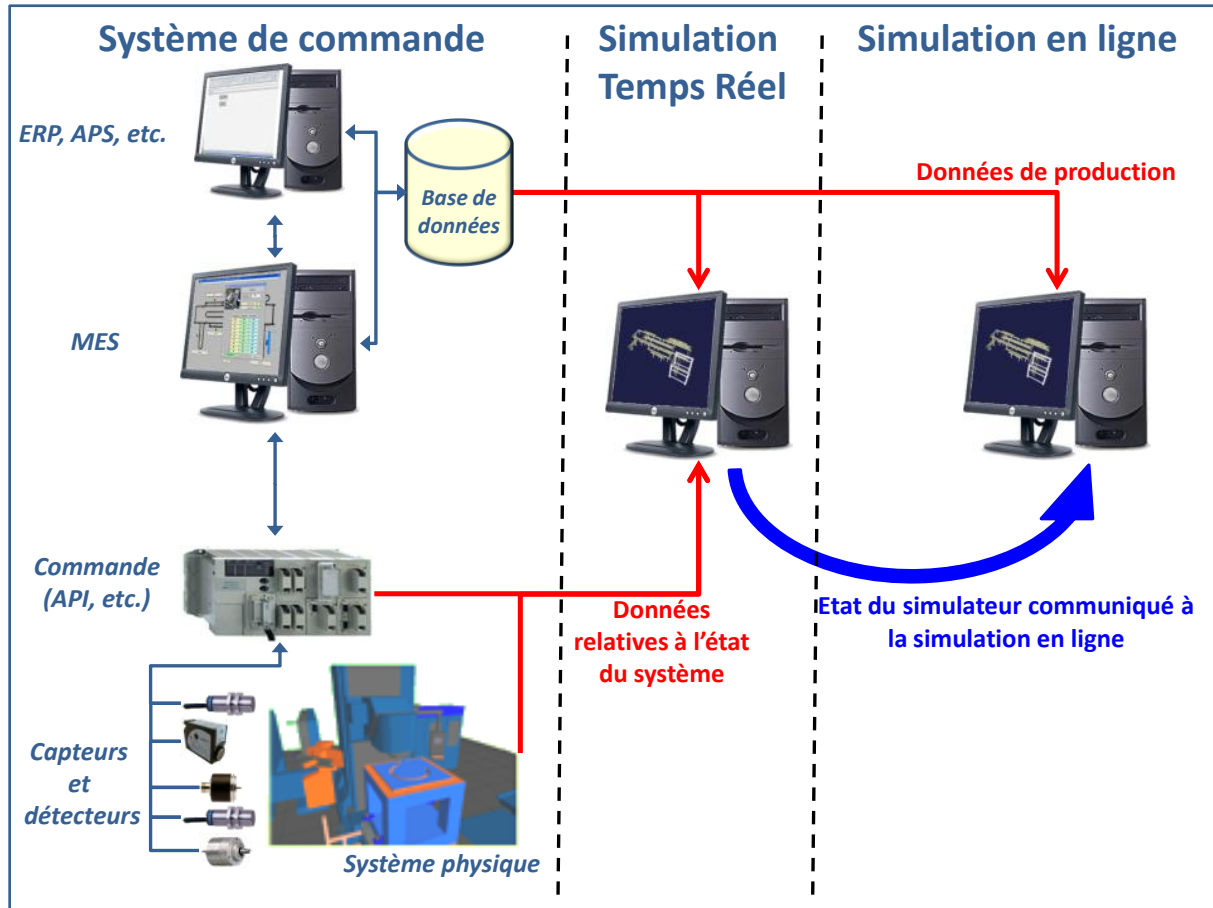 Système de commande
Simulation
Temps Réel
Simulation en ligne
ERP, APS, etc.
Base de
données
Données de production
MES
Commande
(API, etc.)
Données
relatives à l'état
du système
Etat du simulateur communiqué à
la simulation en ligne
Capteurs
et
détecteurs
Système physique